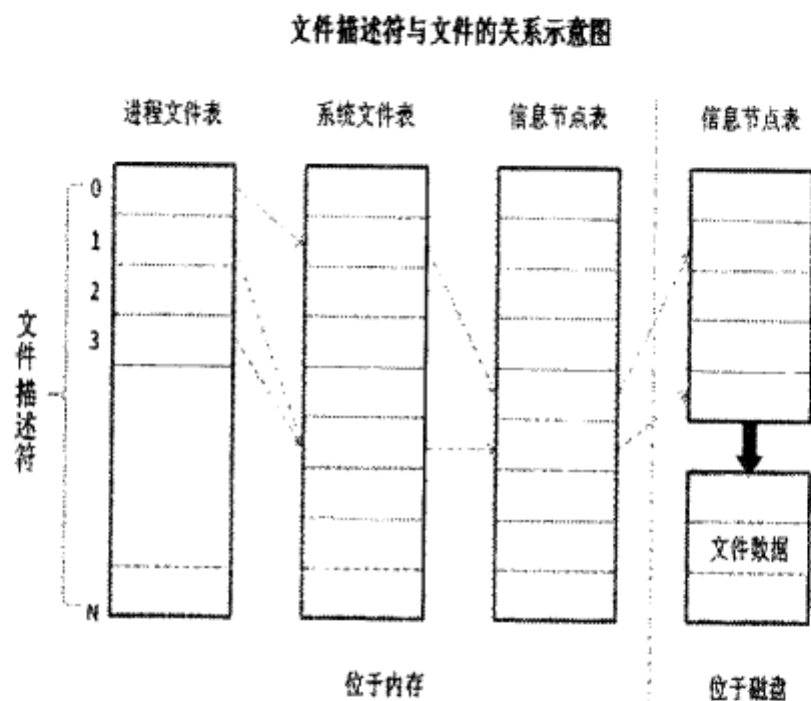 文件描述符与文件的关系示意图
进程文件表
系统文件表
信息节点表
信息节点表
0
1
2
3
N
文件描述符
文件数据
位于内存
位于磁盘